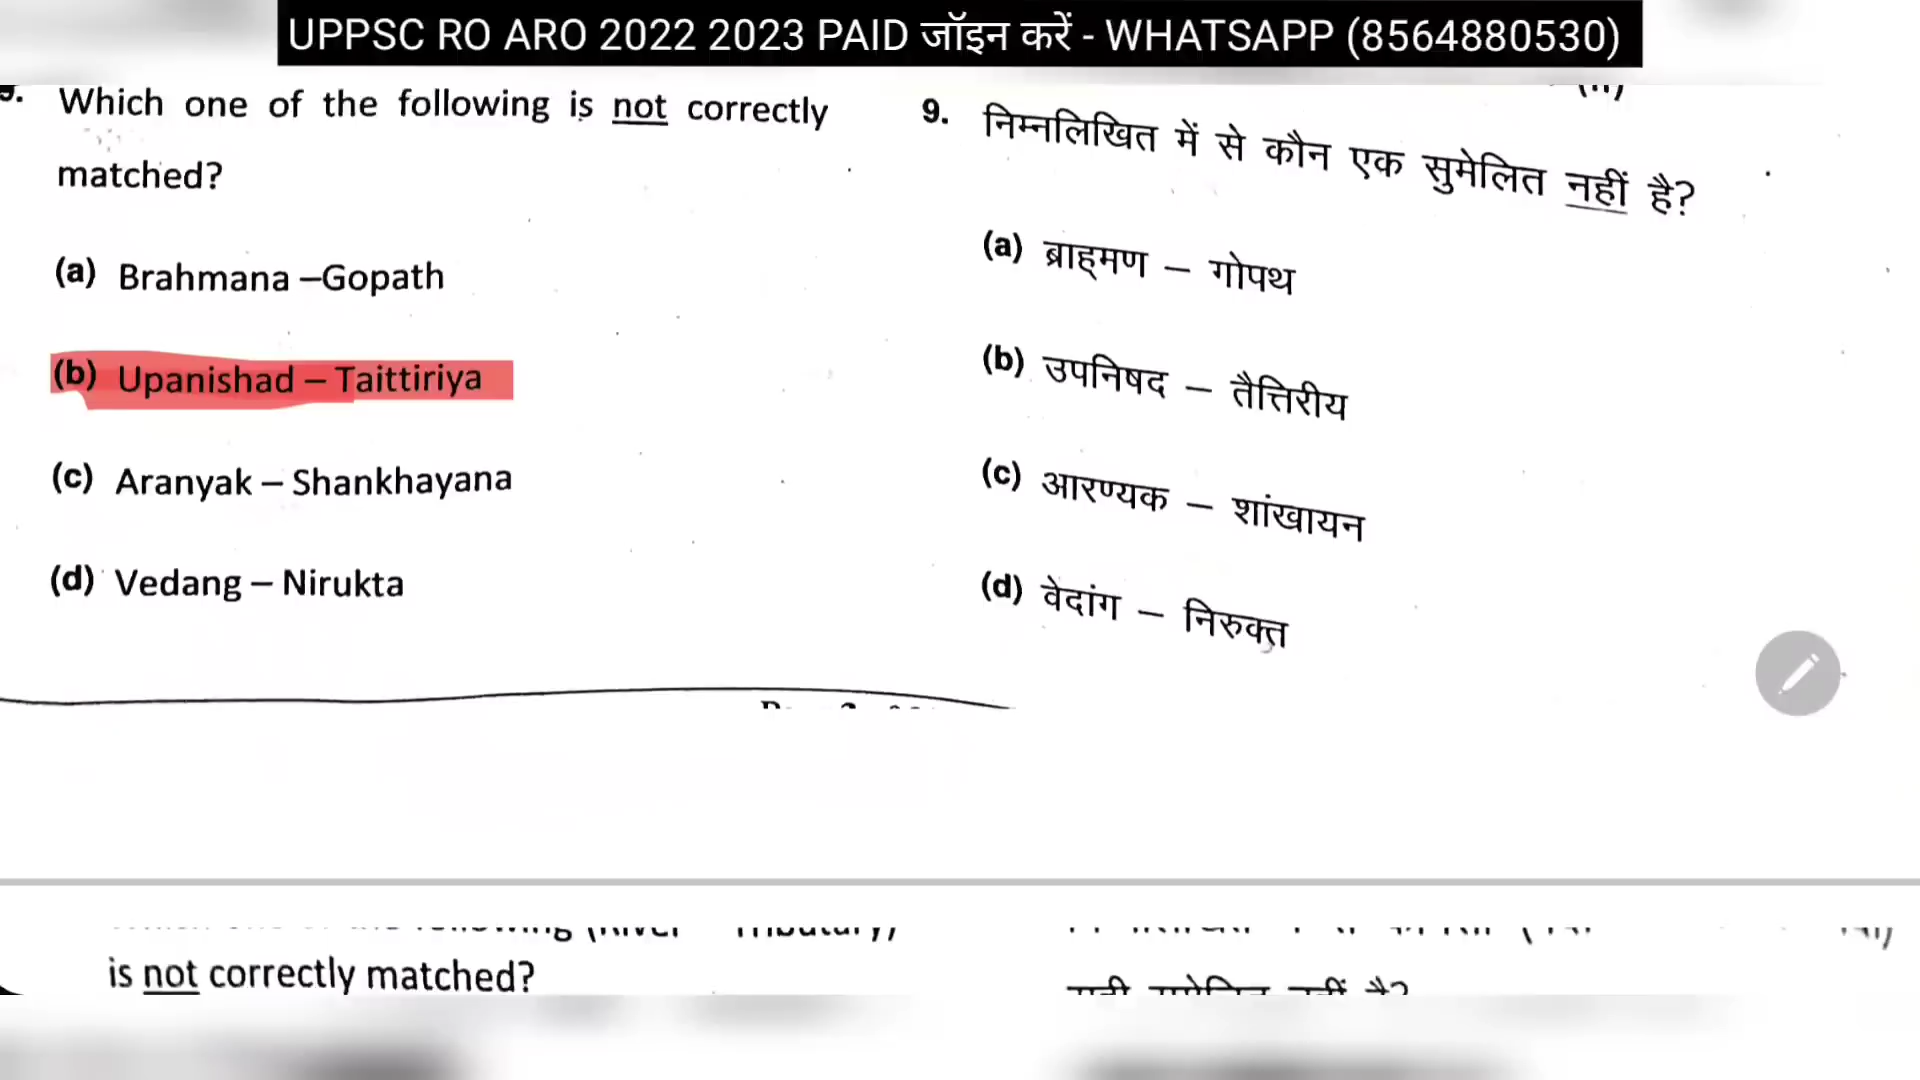 UPPSC RO ARO 2022 2023 PAID जॉइन करें - WHATSAPP (8564880530)
Which one of the following is not correctly
matched?
(a) Brahmana –Gopath
(b) Upanishad – Taittiriya
(c) Aranyak – Shankhayana
(d) Vedang – Nirukta
9. निम्नलिखित में से कौन एक सुमेलित नहीं है?
(a) ब्राह्मण – गोपथ
(b) उपनिषद – तैत्तिरीय
(c) आरण्यक – शांखायन
(d) वेदांग – निरुक्त
is not correctly matched?